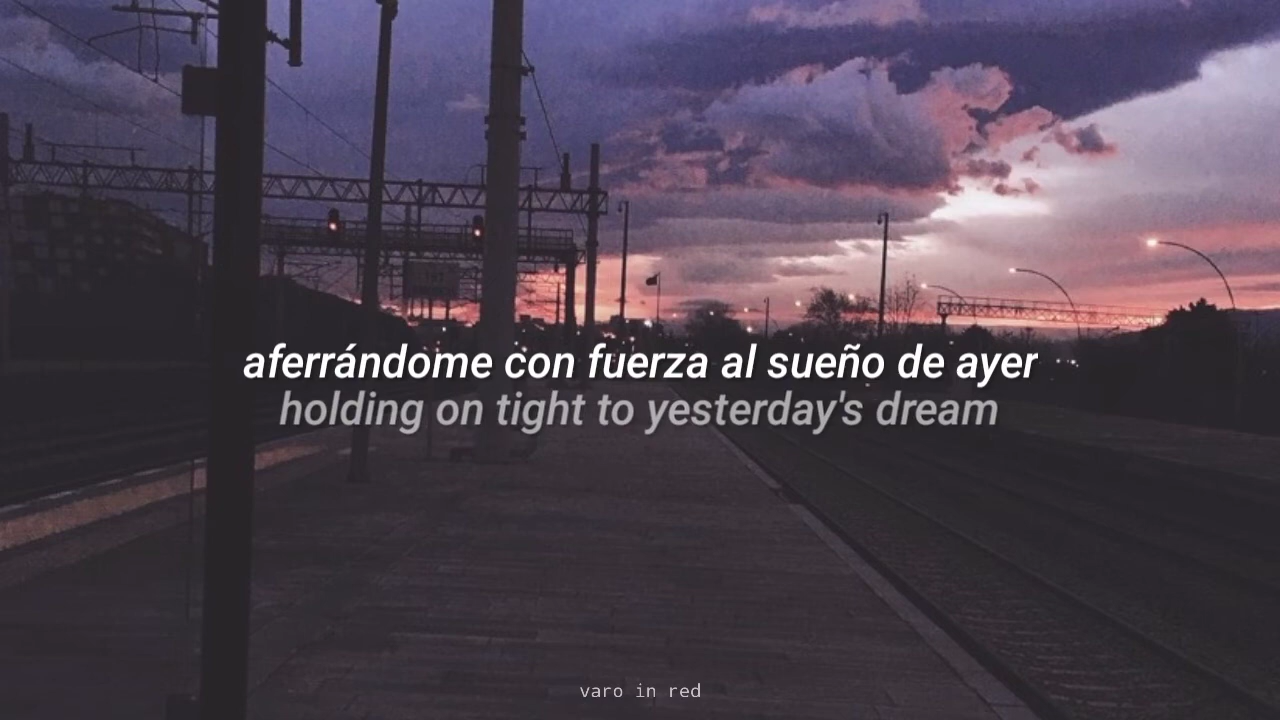 aferrándome con fuerza al sueño de ayer
holding on tight to yesterday's dream
varo in red